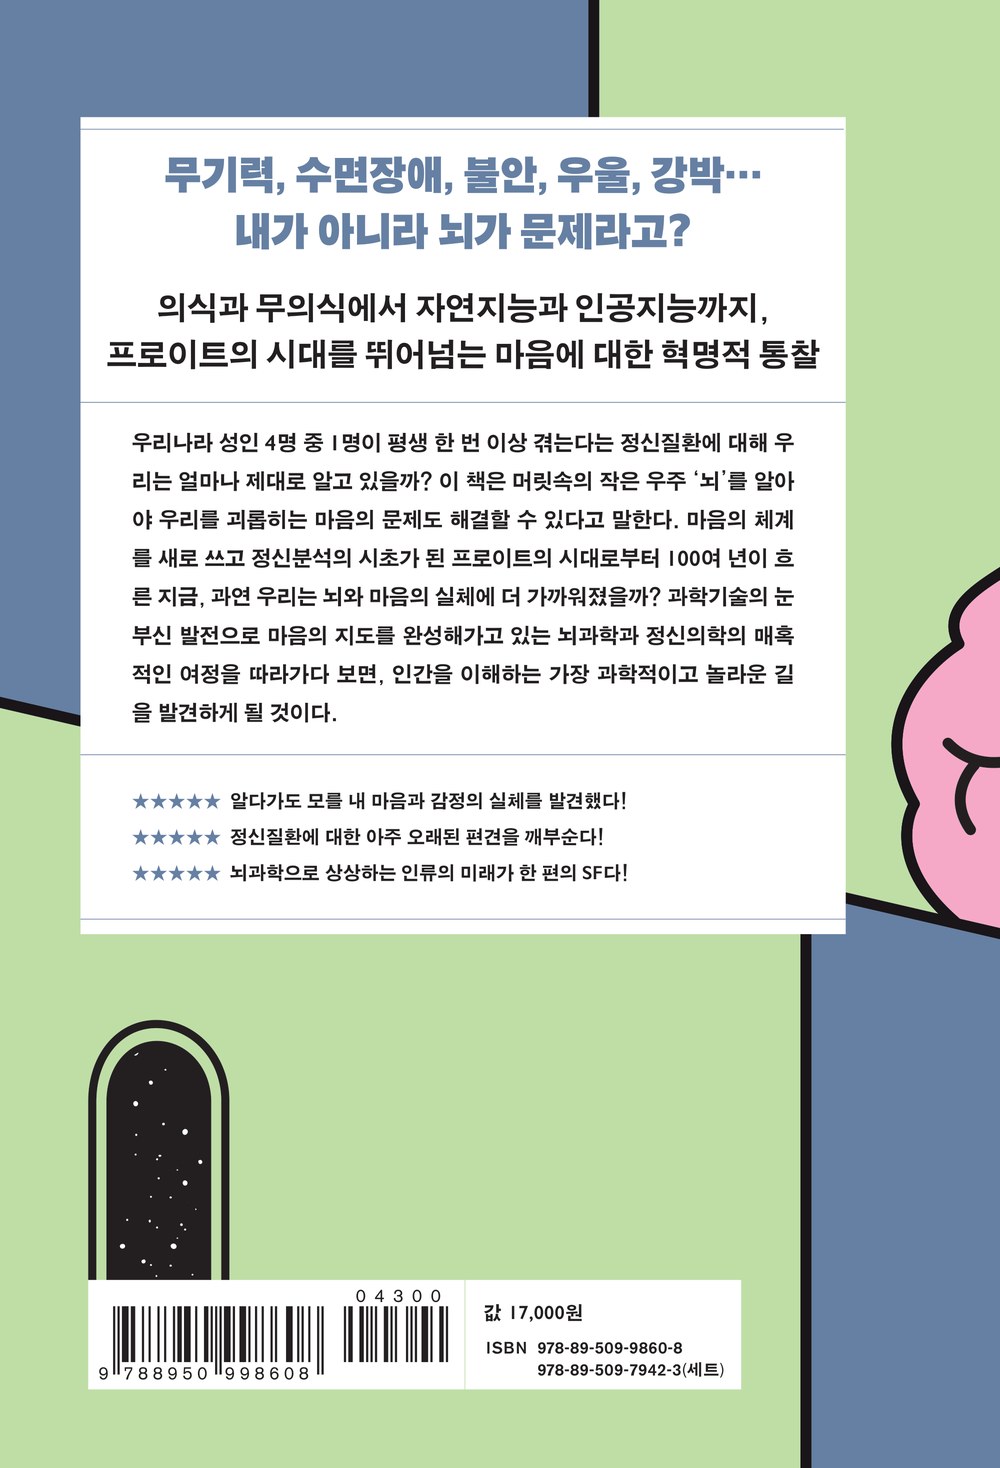 무기력, 수면장애, 불안, 우울, 강박…
내가 아니라 뇌가 문제라고?
의식과 무의식에서 자연지능과 인공지능까지,
프로이트의 시대를 뛰어넘는 마음에 대한 혁명적 통찰
우리나라 성인 4명 중 1명이 평생 한 번 이상 겪는다는 정신질환에 대해 우
리는 얼마나 제대로 알고 있을까? 이 책은 머릿속의 작은 우주 ‘뇌’를 알아
야 우리를 괴롭히는 마음의 문제도 해결할 수 있다고 말한다. 마음의 체계
를 새로 쓰고 정신분석의 시초가 된 프로이트의 시대로부터 100여 년이 흐
른 지금, 과연 우리는 뇌와 마음의 실체에 더 가까워졌을까? 과학기술의 눈
부신 발전으로 마음의 지도를 완성해가고 있는 뇌과학과 정신의학의 매혹
적인 여정을 따라가다 보면, 인간을 이해하는 가장 과학적이고 놀라운 길
을 발견하게 될 것이다.
★★★★★ 알다가도 모를 내 마음과 감정의 실체를 발견했다!
★★★★★ 정신질환에 대한 아주 오래된 편견을 깨부순다!
★★★★★ 뇌과학으로 상상하는 인류의 미래가 한 편의 SF다!
04300
9 788950 998608
값 17,000원
ISBN 978-89-509-9860-8
978-89-509-7942-3(세트)